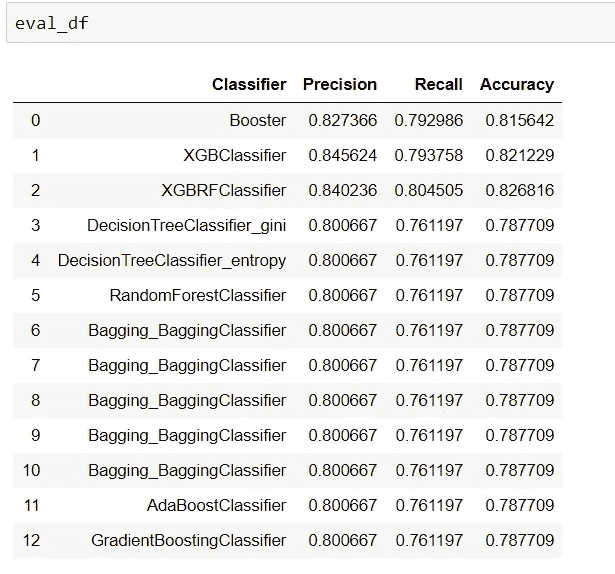 eval_df
Classifier Precision Recall Accuracy
0 Booster 0.827366 0.792986 0.815642
1 XGBClassifier 0.845624 0.793758 0.821229
2 XGBRFClassifier 0.840236 0.804505 0.826816
3 DecisionTreeClassifier_gini 0.800667 0.761197 0.787709
4 DecisionTreeClassifier_entropy 0.800667 0.761197 0.787709
5 RandomForestClassifier 0.800667 0.761197 0.787709
6 Bagging_BaggingClassifier 0.800667 0.761197 0.787709
7 Bagging_BaggingClassifier 0.800667 0.761197 0.787709
8 Bagging_BaggingClassifier 0.800667 0.761197 0.787709
9 Bagging_BaggingClassifier 0.800667 0.761197 0.787709
10 Bagging_BaggingClassifier 0.800667 0.761197 0.787709
11 AdaBoostClassifier 0.800667 0.761197 0.787709
12 GradientBoostingClassifier 0.800667 0.761197 0.787709